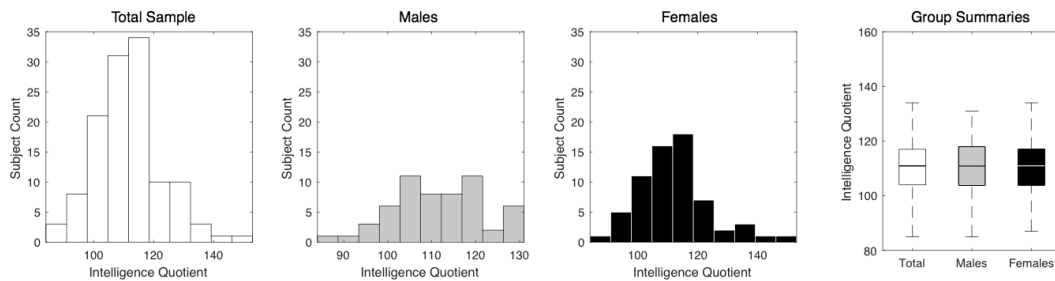 Total Sample
Males
Females
Group Summaries
Subject Count
35
30
25
20
15
10
5
0
100
120
140
Intelligence Quotient
Subject Count
35
30
25
20
15
10
5
0
90
100
110
120
130
Intelligence Quotient
Subject Count
35
30
25
20
15
10
5
0
100
120
140
Intelligence Quotient
Intelligence Quotient
160
140
120
100
80
Total
Males
Females